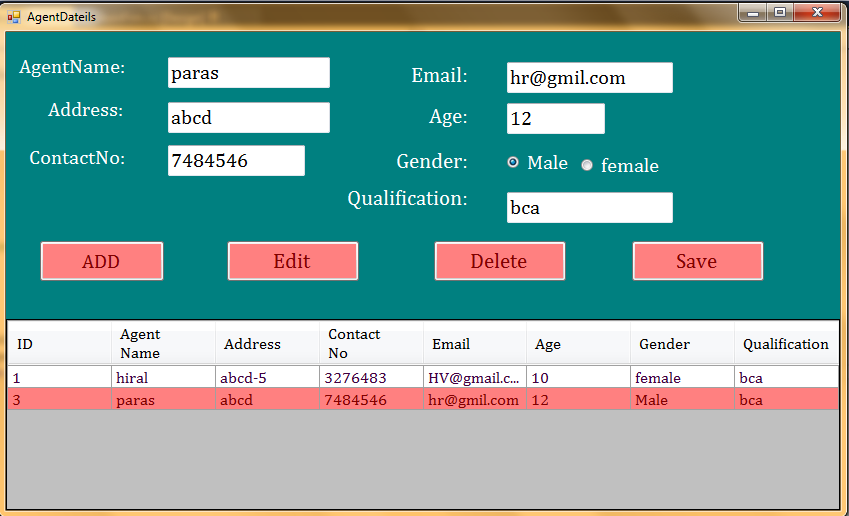 AgentDateils
AgentName: paras
Email: hr@gmil.com
Address: abcd
Age: 12
ContactNo: 7484546
Gender: Male female
Qualification: bca
ADD Edit Delete Save
ID Agent Name Address Contact No Email Age Gender Qualification
1 hiral abcd-5 3276483 HV@gmail.c... 10 female bca
3 paras abcd 7484546 hr@gmil.com 12 Male bca